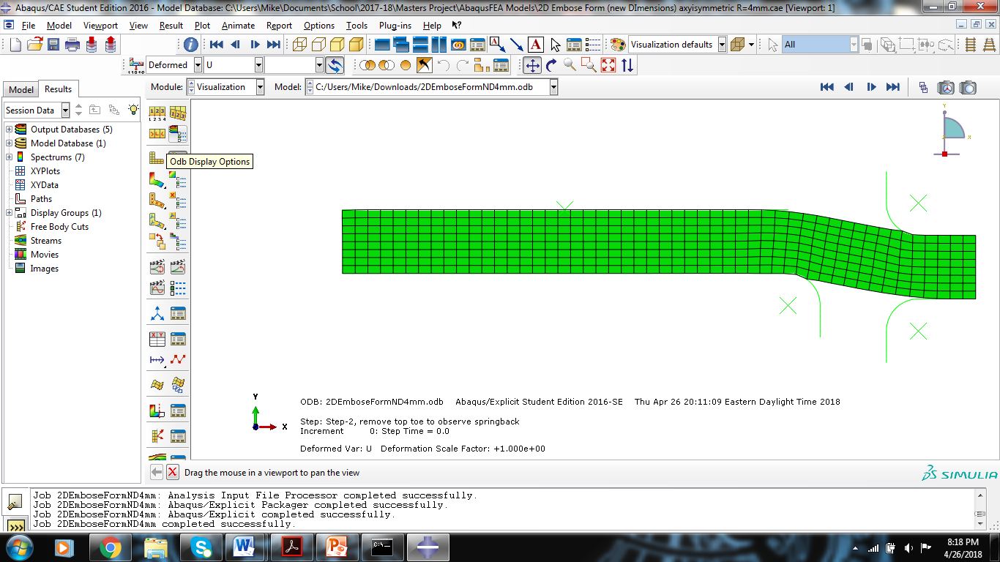 Abaqus/CAE Student Edition 2016 - Model Database: C:\Users\Mike\Documents\School\2017-18\Masters Project\AbaqusFEA Models\2D Embose Form (new DImensions) axyisymmetric R=4mm.cae [Viewport: 1]
File Model Viewport View Result Plot Animate Report Options Tools Plug-ins Help
Visualization defaults All
Deformed U
Model Results Module: Visualization Model: C:/Users/Mike/Downloads/2DEmboseFormND4mm.odb
Session Data
Output Databases (5)
Model Database (1)
Spectrums (7)
XYPlots
XYData
Paths
Display Groups (1)
Free Body Cuts
Streams
Movies
Images
Odb Display Options
Y
X
Y
X
ODB: 2DEmboseFormND4mm.odb Abaqus/Explicit Student Edition 2016-SE Thu Apr 26 20:11:09 Eastern Daylight Time 2018
Step: Step-2, remove top toe to observe springback
Increment 0: Step Time = 0.0
Deformed Var: U Deformation Scale Factor: +1.000e+00
Drag the mouse in a viewport to pan the view
SIMULIA
Job 2DEmboseFormND4mm: Analysis Input File Processor completed successfully.
Job 2DEmboseFormND4mm: Abaqus/Explicit Packager completed successfully.
Job 2DEmboseFormND4mm: Abaqus/Explicit completed successfully.
Job 2DEmboseFormND4mm completed successfully.
8:18 PM
4/26/2018